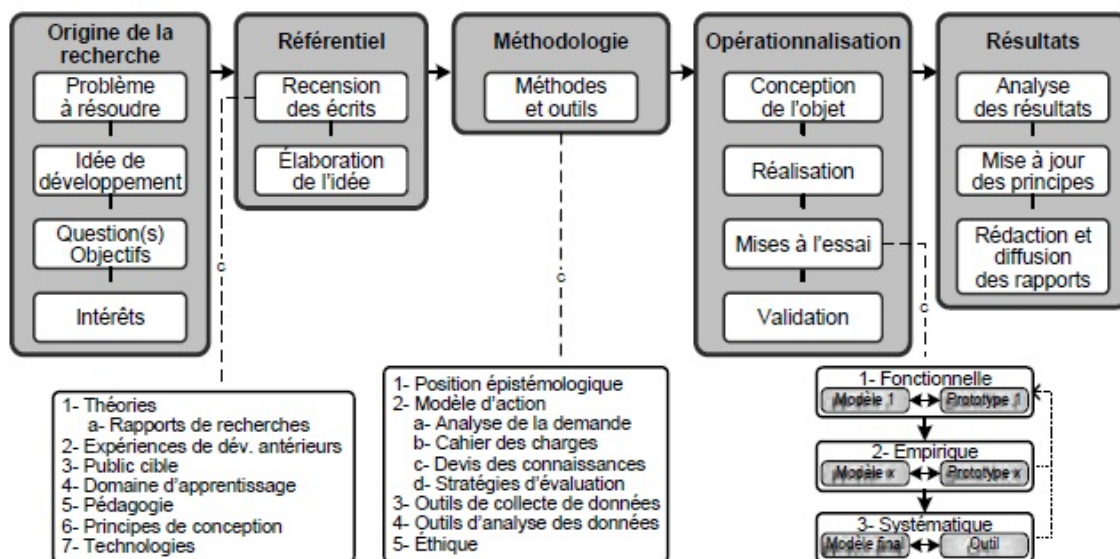 Origine de la
recherche
Problème
à résoudre
Idée de
développement
Question(s)
Objectifs
Intérêts
Référentiel
Recension
des écrits
Élaboration
de l'idée
Méthodologie
Méthodes
et outils
Opérationnalisation
Conception
de l'objet
Réalisation
Mises à l'essai
Validation
Résultats
Analyse
des résultats
Mise à jour
des principes
Rédaction et
diffusion
des rapports
c
c
c
1- Théories
a- Rapports de recherches
2- Expériences de dév. antérieurs
3- Public cible
4- Domaine d'apprentissage
5- Pédagogie
6- Principes de conception
7- Technologies
1- Position épistémologique
2- Modèle d'action
a- Analyse de la demande
b- Cahier des charges
c- Devis des connaissances
d- Stratégies d'évaluation
3- Outils de collecte de données
4- Outils d'analyse des données
5- Éthique
1- Fonctionnelle
Modèle 1 Prototype 1
2- Empirique
Modèle x Prototype x
3- Systématique
Modèle final Outil